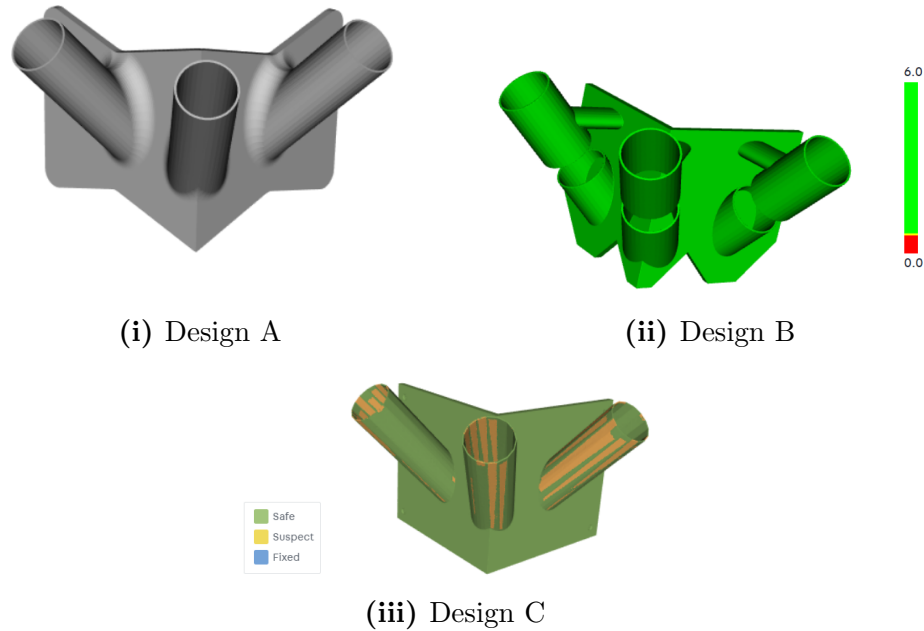 6.0
0.0
(i) Design A
(ii) Design B
Safe
Suspect
Fixed
(iii) Design C